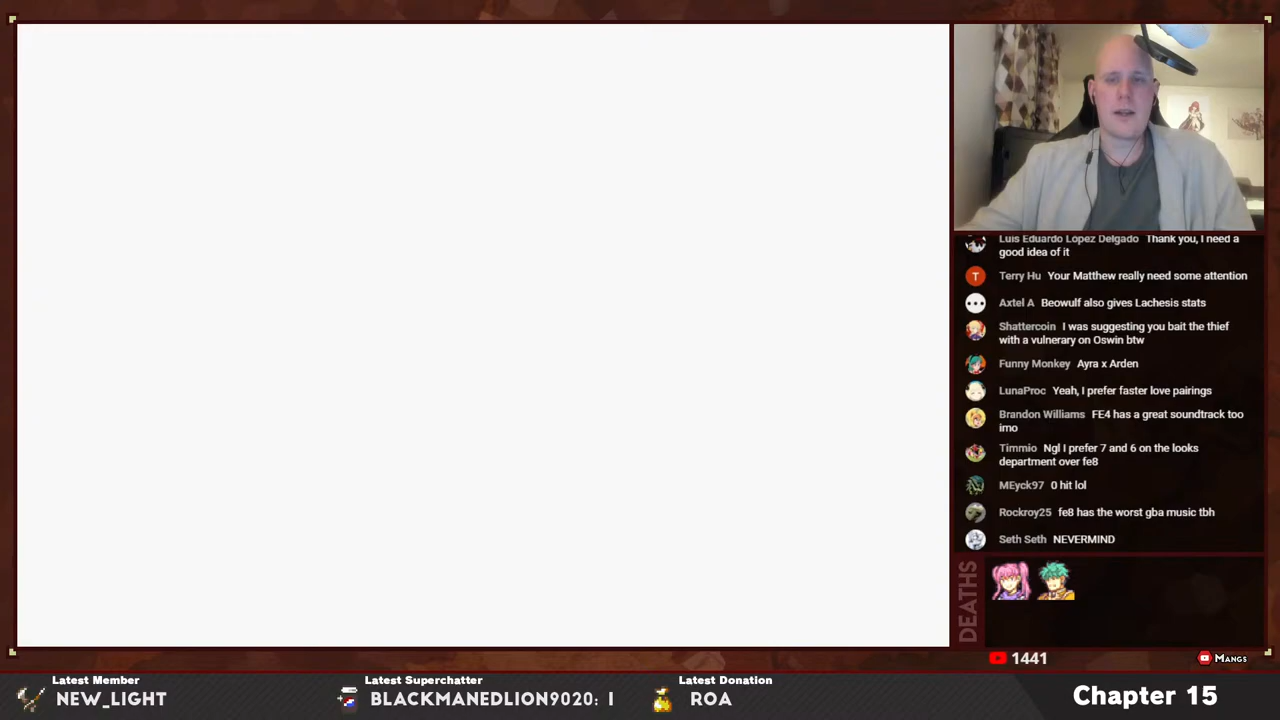 Luis Eduardo Lopez Delgado Thank you, I need a
good idea of it
Terry Hu Your Matthew really need some attention
Axtel A Beowulf also gives Lachesis stats
Shattercoin I was suggesting you bait the thief
with a vulnerary on Oswin btw
Funny Monkey Ayra x Arden
LunaProc Yeah, I prefer faster love pairings
Brandon Williams FE4 has a great soundtrack too
imo
Timmio Ngl I prefer 7 and 6 on the looks
department over fe8
MEyck97 0 hit lol
Rockroy25 fe8 has the worst gba music tbh
Seth Seth NEVERMIND
DEATHS
1441
MANGS
Latest Member
NEW_LIGHT
Latest Superchatter
BLACKMANEDLION9020: I
Latest Donation
ROA
Chapter 15